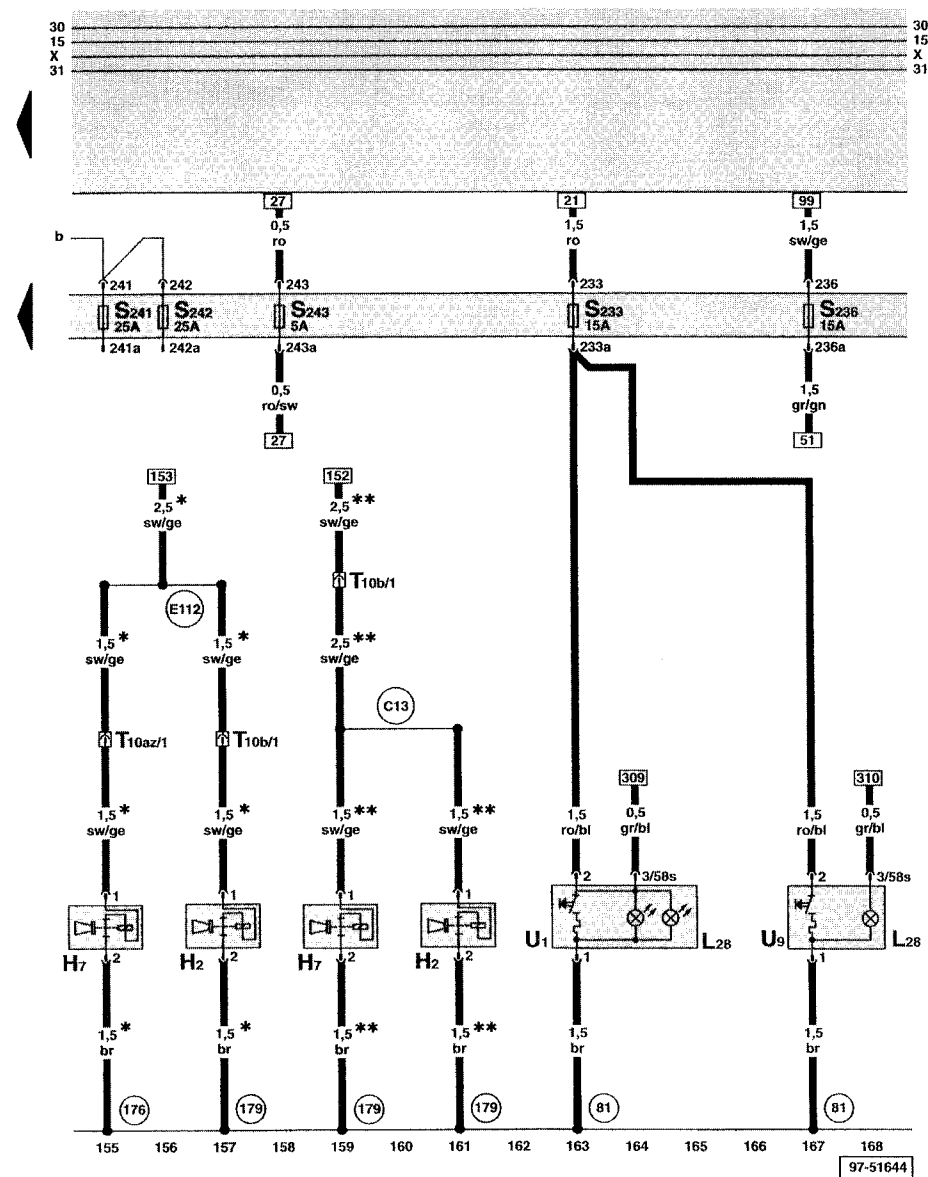 30 30
15 15
X X
31 31
27 21 99
0,5 1,5 1,5
ro ro sw/ge
b
241 242 243 233 236
S241 S242 S243 S233 S236
25A 25A 5A 15A 15A
241a 242a 243a 233a 236a
0,5 1,5
ro/sw gr/gn
27 51
153 152
2,5 * 2,5 **
sw/ge sw/ge
T10b/1
E112
1,5 * 1,5 * 2,5 **
sw/ge sw/ge sw/ge
C13
T10az/1 T10b/1
309 310
1,5 * 1,5 * 1,5 ** 1,5 ** 1,5 0,5 1,5 0,5
sw/ge sw/ge sw/ge sw/ge ro/bl gr/bl ro/bl gr/bl
1 1 1 1 2 3/58s 2 3/58s
H7 2 H2 2 H7 2 H2 2 U1 1 L28 U9 1 L28
1,5 * 1,5 * 1,5 ** 1,5 ** 1,5 1,5
br br br br br br
176 179 179 179 81 81
155 156 157 158 159 160 161 162 163 164 165 166 167 168
97-51644